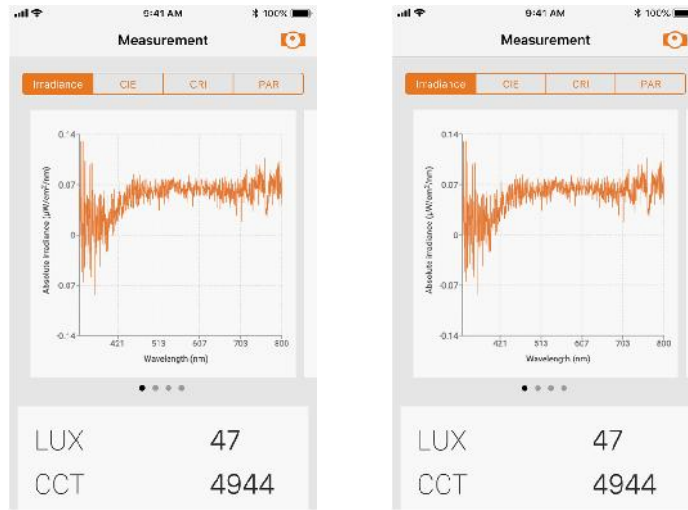 9:41 AM 100%
Measurement
Irradiance CIE CRI PAR
0.14
0.07
0
-0.07
-0.14
Absolute Irradiance (µW/cm²/nm)
421 513 607 703 800
Wavelength (nm)
LUX 47
CCT 4944
9:41 AM 100%
Measurement
Irradiance CIE CRI PAR
0.14
0.07
0
-0.07
-0.14
Absolute Irradiance (µW/cm²/nm)
421 513 607 703 800
Wavelength (nm)
LUX 47
CCT 4944